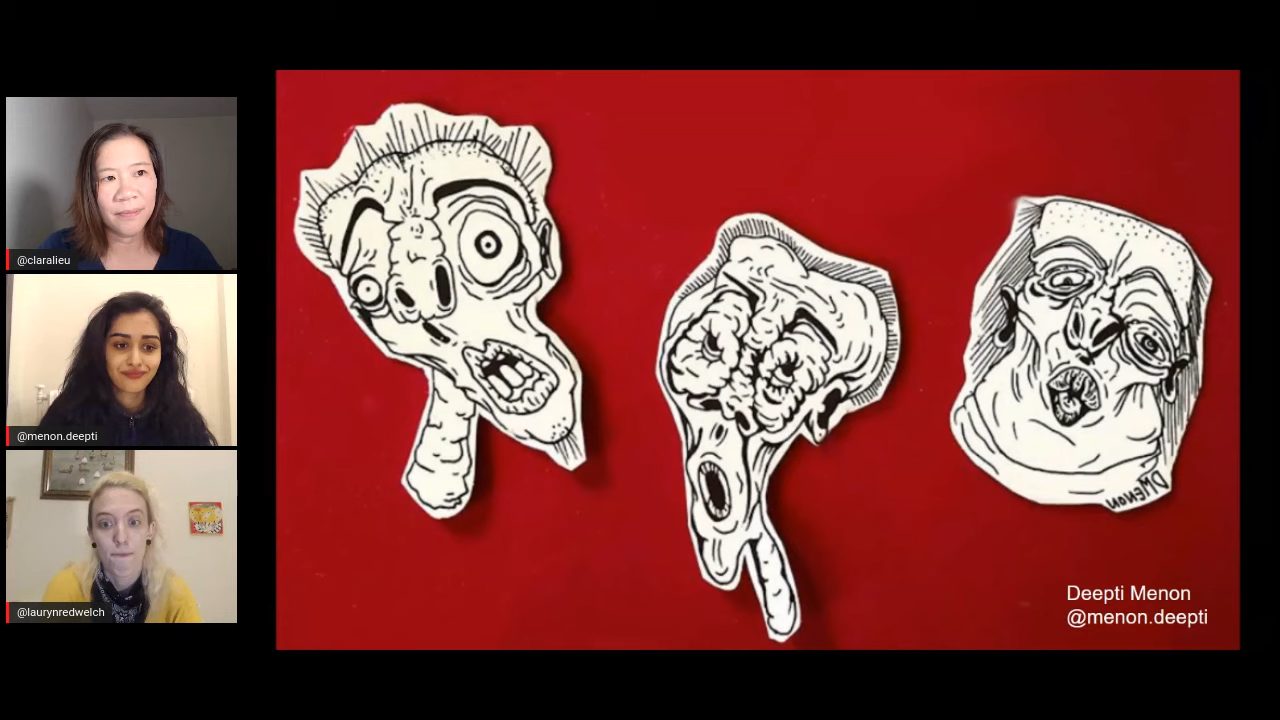 @claralieu
@menon.deepti
@laurynredwelch
DMENON
Deepti Menon
@menon.deepti